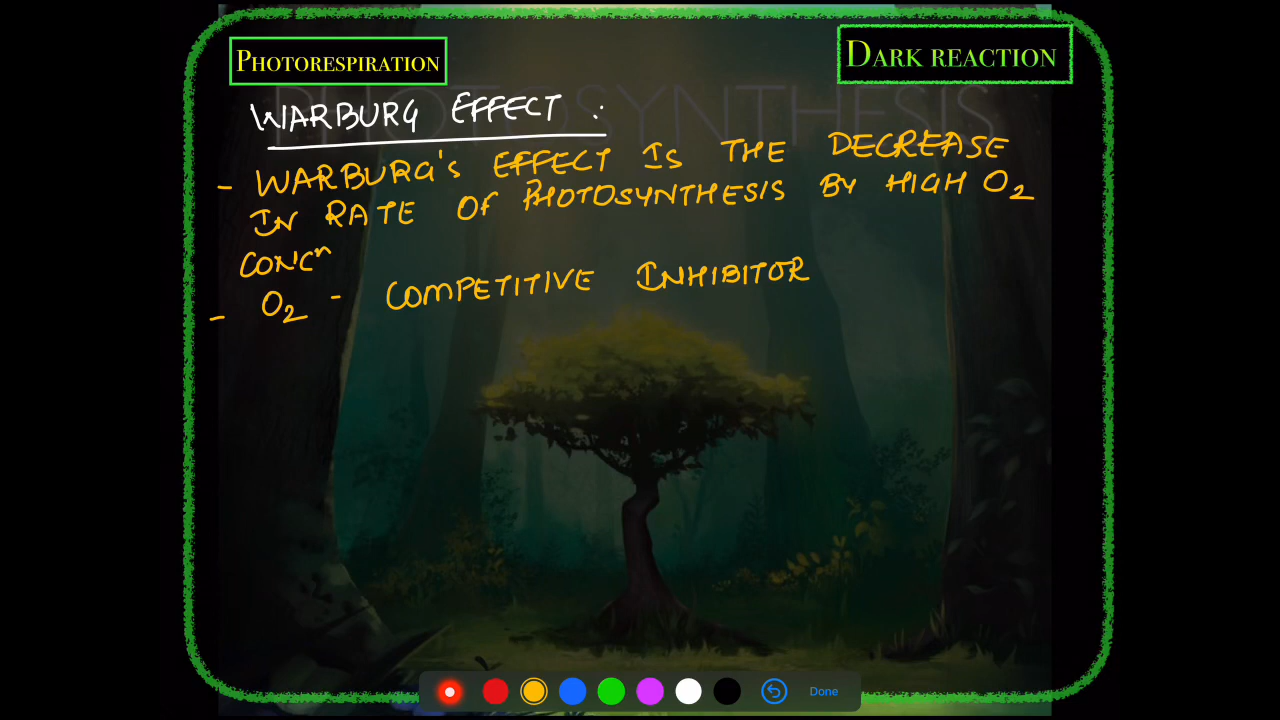 PHOTORESPIRATION
DARK REACTION
PHOTOSYNTHESIS
WARBURG EFFECT :
- WARBURG's EFFECT IS THE DECREASE
IN RATE OF PHOTOSYNTHESIS BY HIGH O2
CONCn
- O2 - COMPETITIVE INHIBITOR
Done